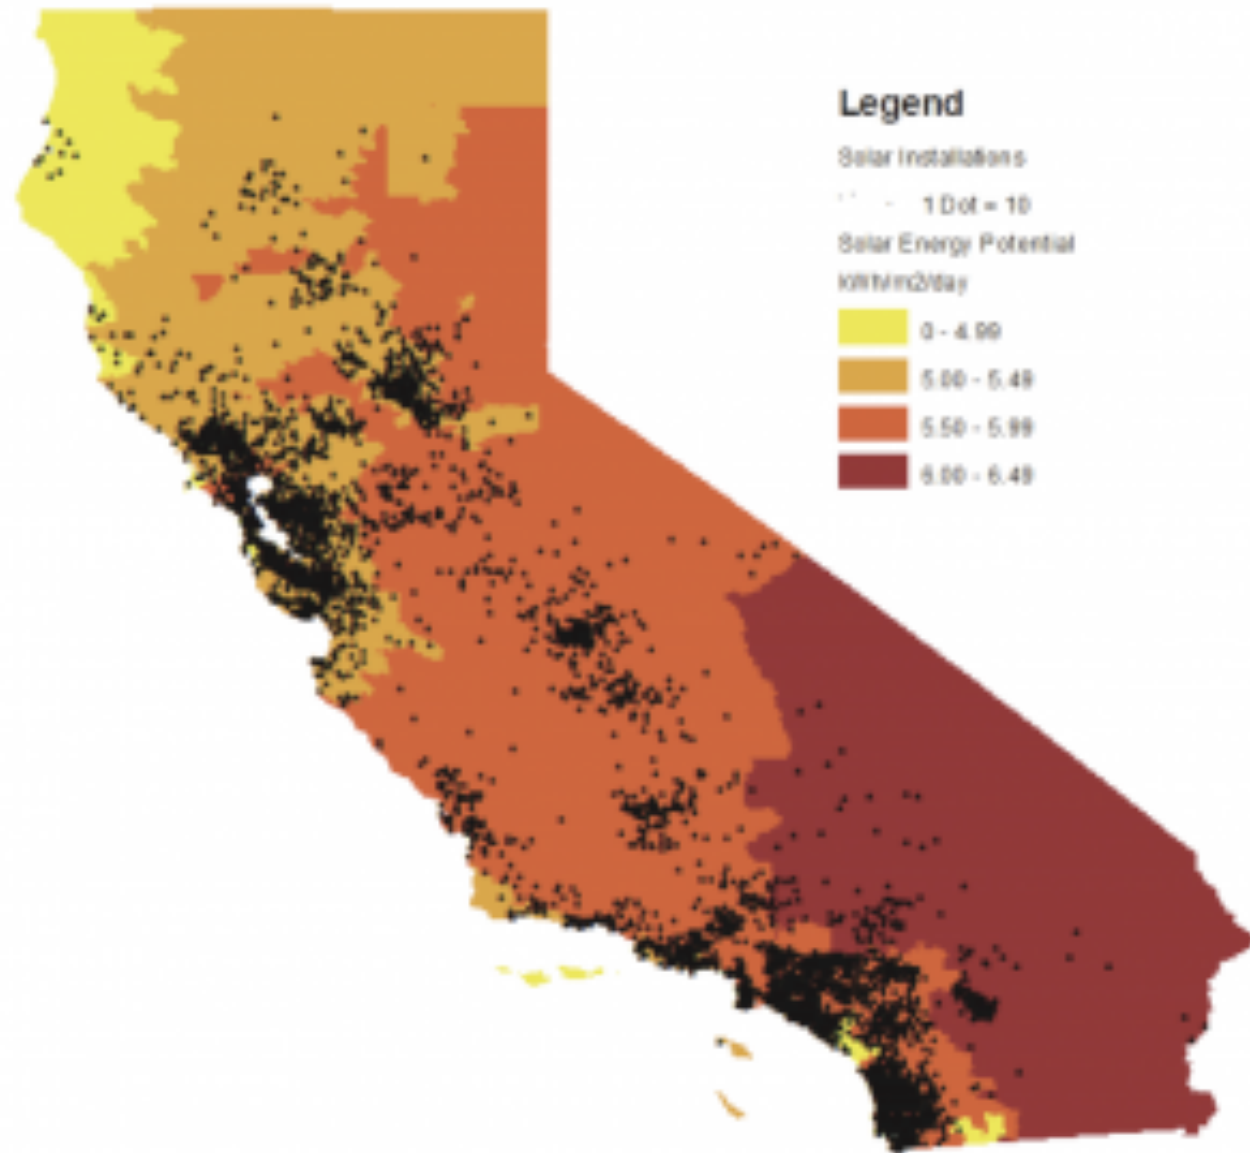 Legend
Solar Installations
1 Dot = 10
Solar Energy Potential
kWh/m2/day
0 - 4.99
5.00 - 5.49
5.50 - 5.99
6.00 - 6.49